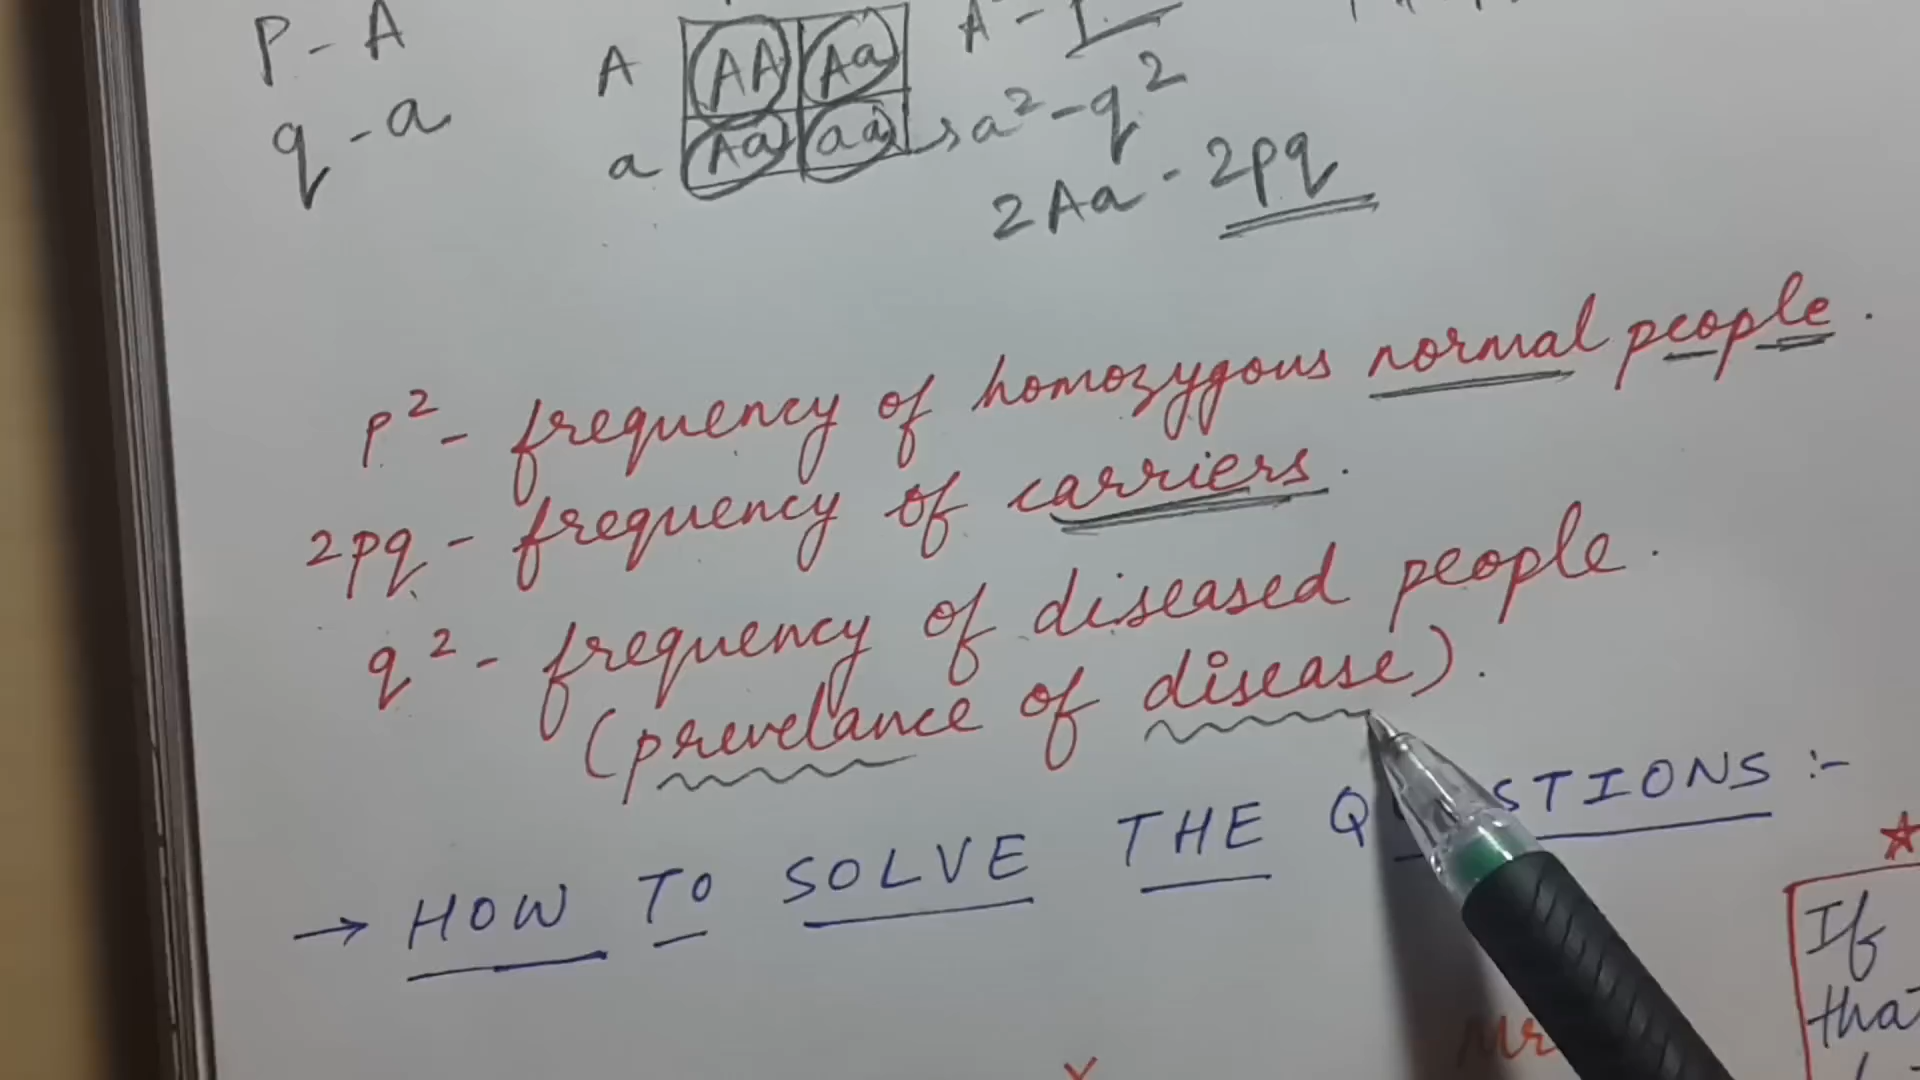 P - A
q - a
A AA Aa
a Aa aa
a² - q²
2Aa - 2pq
p² - frequency of homozygous normal people.
2pq - frequency of carriers.
q² - frequency of diseased people.
(prevelance of disease).
→ HOW TO SOLVE THE Q STIONS :-
If
that